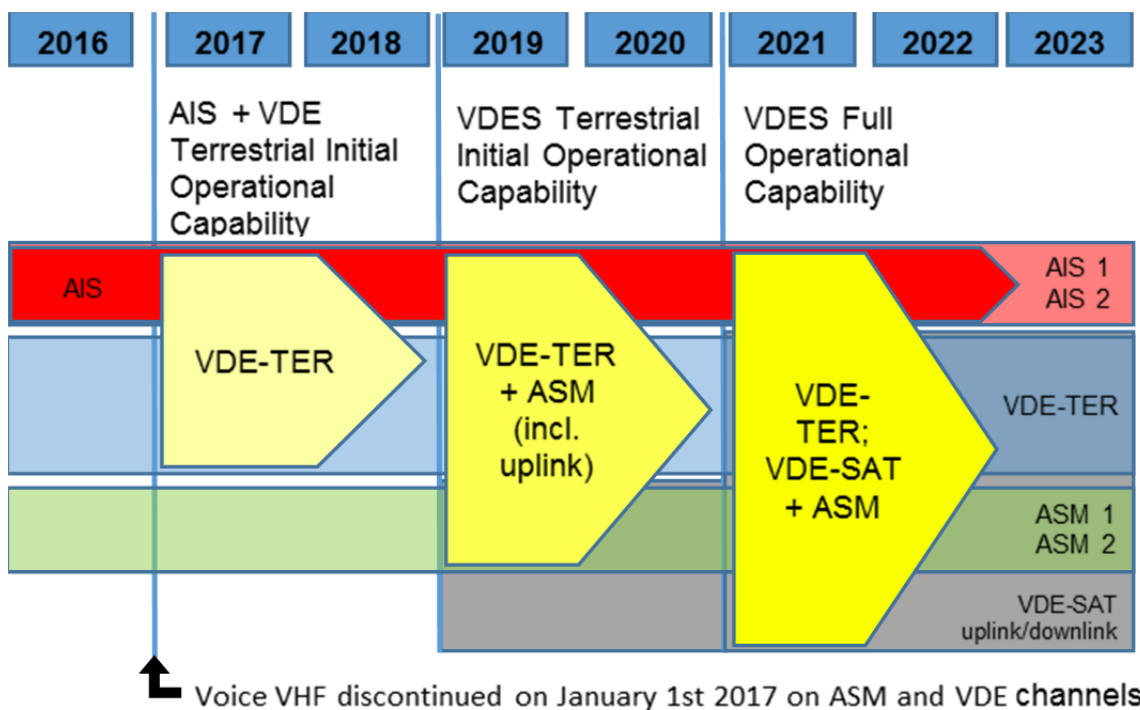 2016 2017 2018 2019 2020 2021 2022 2023
AIS + VDE
Terrestrial Initial
Operational
Capability
VDES Terrestrial
Initial Operational
Capability
VDES Full
Operational
Capability
AIS
AIS 1
AIS 2
VDE-TER
VDE-TER
+ ASM
(incl.
uplink)
VDE-
TER;
VDE-SAT
+ ASM
VDE-TER
ASM 1
ASM 2
VDE-SAT
uplink/downlink
Voice VHF discontinued on January 1st 2017 on ASM and VDE channels